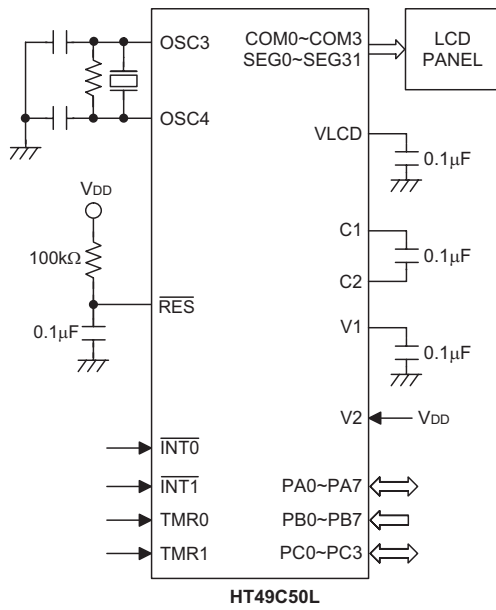 OSC3
COM0~COM3
SEG0~SEG31
LCD
PANEL
OSC4
VLCD
0.1μF
VDD
C1
100kΩ
0.1μF
C2
RES
V1
0.1μF
0.1μF
V2
VDD
INT0
INT1
PA0~PA7
TMR0
PB0~PB7
TMR1
PC0~PC3
HT49C50L